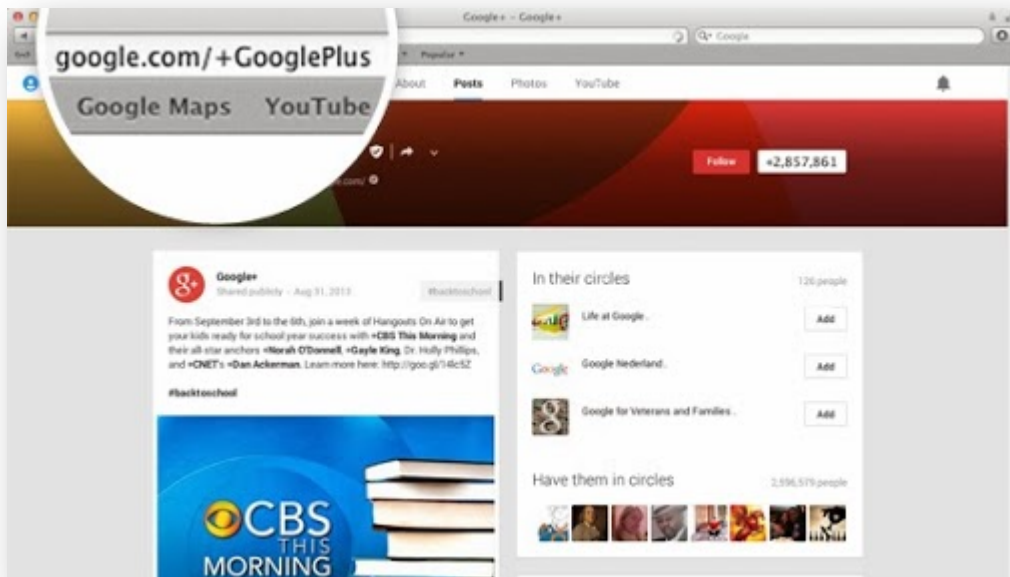 Google+ - Google+
Google
Popular
google.com/+GooglePlus
Google Maps YouTube
About Posts Photos YouTube
Follow +2,857,861
Google+
Shared publicly - Aug 31, 2013 #backtoschool
From September 3rd to the 6th, join a week of Hangouts On Air to get
your kids ready for school year success with +CBS This Morning and
their all-star anchors +Norah O'Donnell, +Gayle King, Dr. Holly Phillips,
and +CNET's +Dan Ackerman. Learn more here:
#backtoschool
CBS
THIS
MORNING
In their circles 126 people
Life at Google Add
Google Nederland Add
Google for Veterans and Families Add
Have them in circles 2,596,579 people